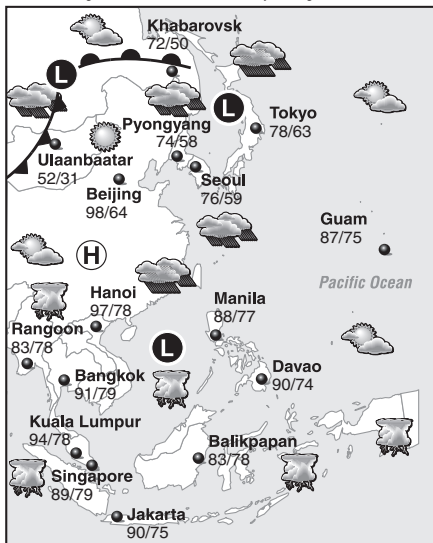 Khabarovsk
72/50
L
L
Tokyo
78/63
Pyongyang
74/58
Ulaanbaatar
52/31
Seoul
76/59
Beijing
98/64
Guam
87/75
H
Pacific Ocean
Hanoi
97/78
Manila
88/77
Rangoon
83/78
L
Bangkok
91/79
Davao
90/74
Kuala Lumpur
94/78
Balikpapan
83/78
Singapore
89/79
Jakarta
90/75